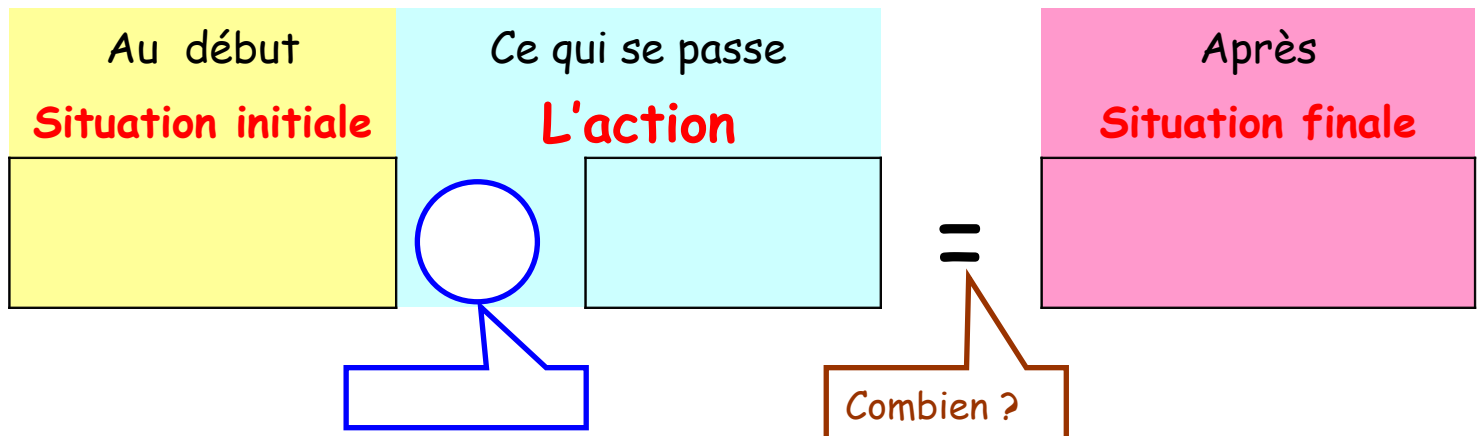 Au début
Situation initiale
Ce qui se passe
L'action
Après
Situation finale
=
Combien ?